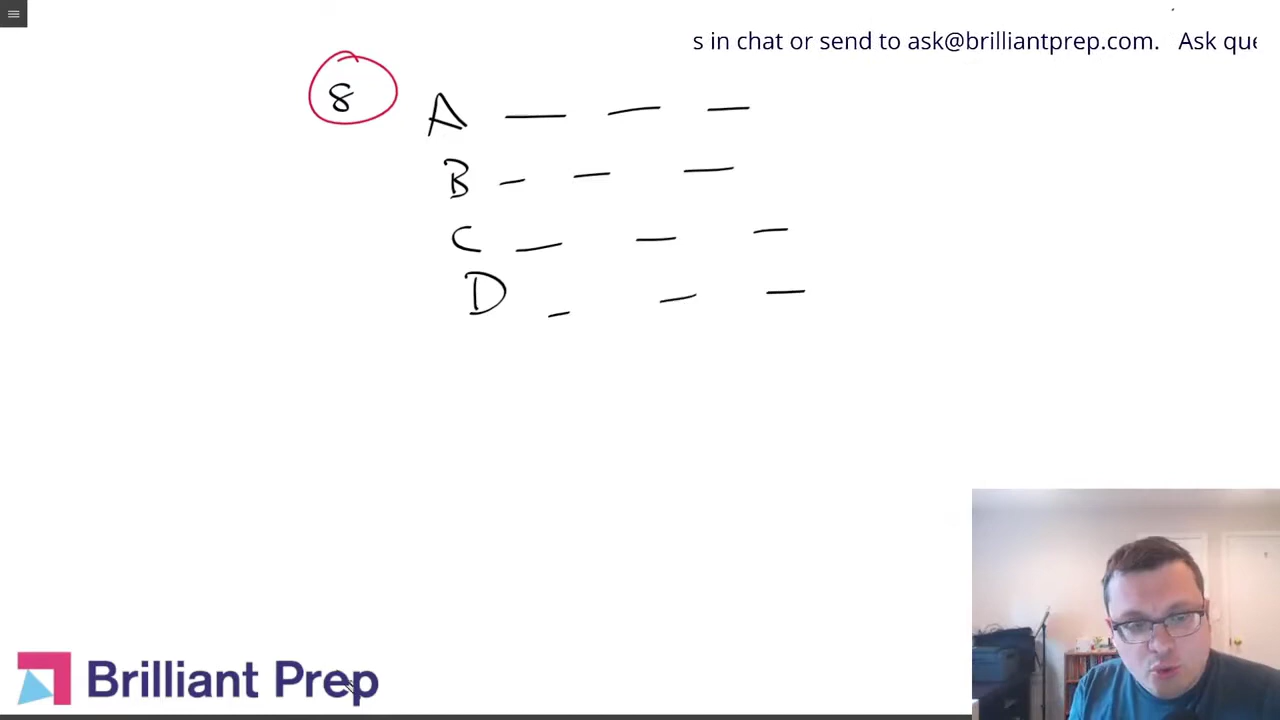 s in chat or send to ask@brilliantprep.com. Ask que
8
A — — —
B — — —
C — — —
D — — —
Brilliant Prep